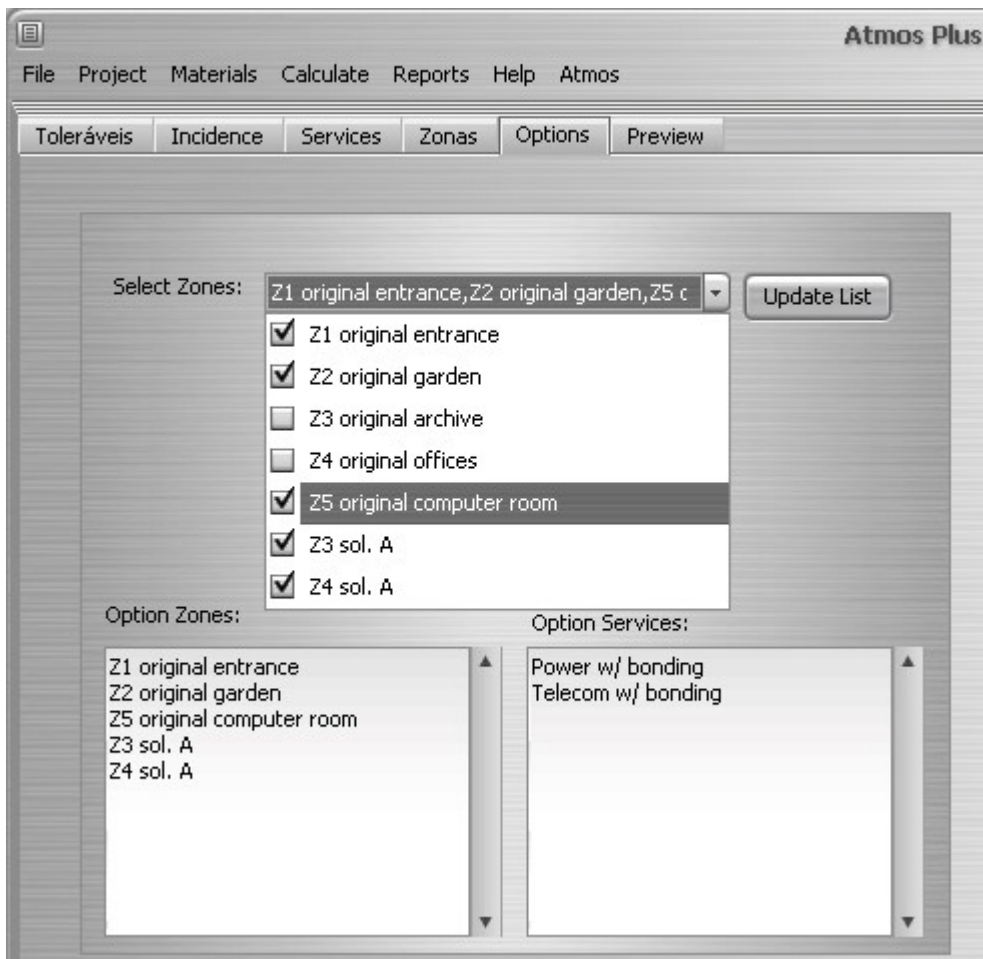 Atmos Plus
File Project Materials Calculate Reports Help Atmos
Toleráveis Incidence Services Zonas Options Preview
Select Zones: Z1 original entrance,Z2 original garden,Z5 c Update List
Z1 original entrance
Z2 original garden
Z3 original archive
Z4 original offices
Z5 original computer room
Z3 sol. A
Z4 sol. A
Option Zones:
Z1 original entrance
Z2 original garden
Z5 original computer room
Z3 sol. A
Z4 sol. A
Option Services:
Power w/ bonding
Telecom w/ bonding